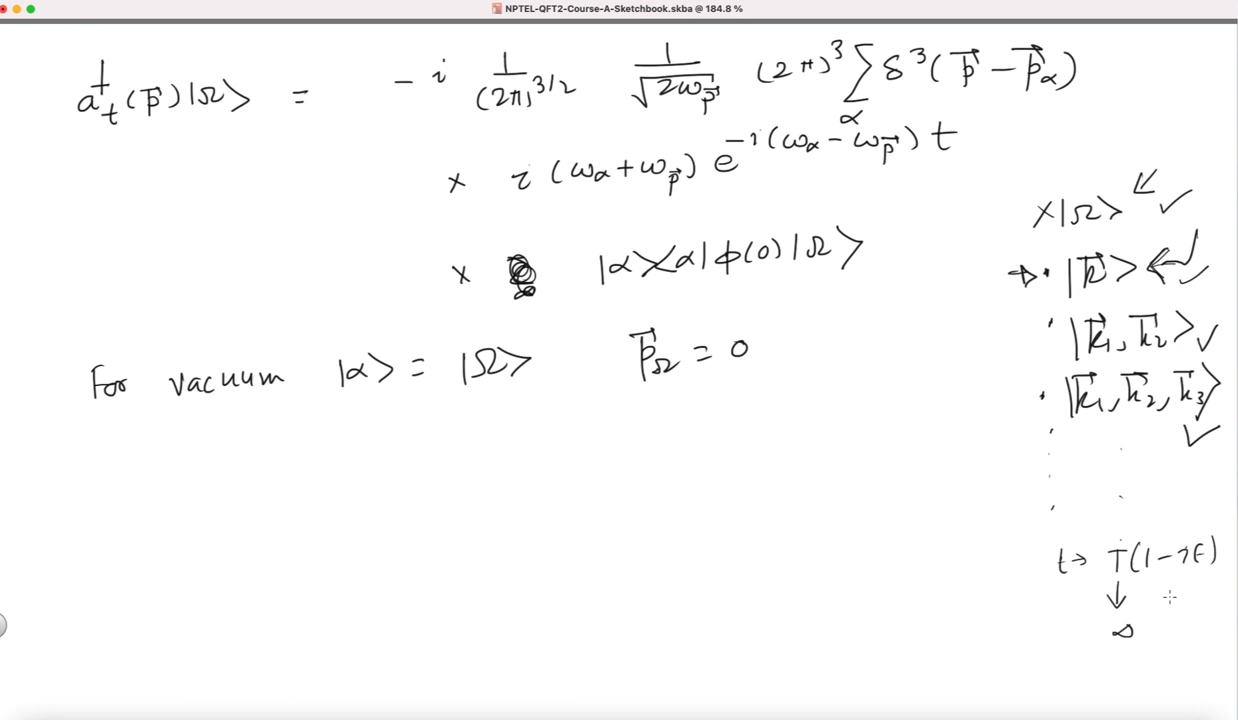 NPTEL-QFT2-Course-A-Sketchbook.skba @ 184.8 %
a†_t(p⃗)|Ω> = - i 1/(2π)^{3/2} 1/√(2ω_p⃗) (2π)³ ∑_α δ³(p⃗ - p⃗_α)
× i (ω_α + ω_p⃗) e^{-i(ω_α - ω_p⃗)t}
× |α><α|ϕ(0)|Ω>
For vacuum |α> = |Ω> p⃗_Ω = 0
×|Ω> ↙ ✓
→ · |k⃗> ← ✓
· |k⃗₁, k⃗₂> ✓
· |k⃗₁, k⃗₂, k⃗₃> ✓
t → T(1-iϵ)
↓
∞